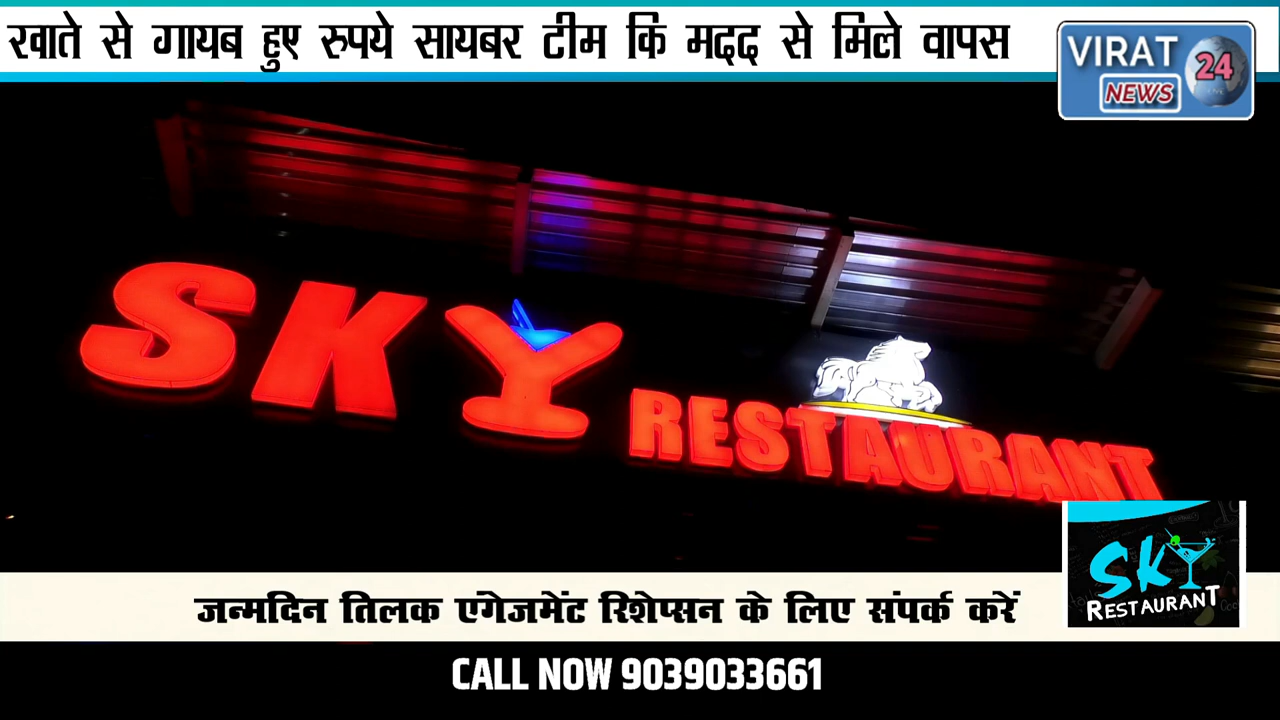 खाते से गायब हुए रुपये सायबर टीम कि मदद से मिले वापस
VIRAT 24
NEWS
SKY RESTAURANT
SKY
RESTAURANT
जन्मदिन तिलक एंगेजमेंट रिशेप्सन के लिए संपर्क करें
CALL NOW 9039033661